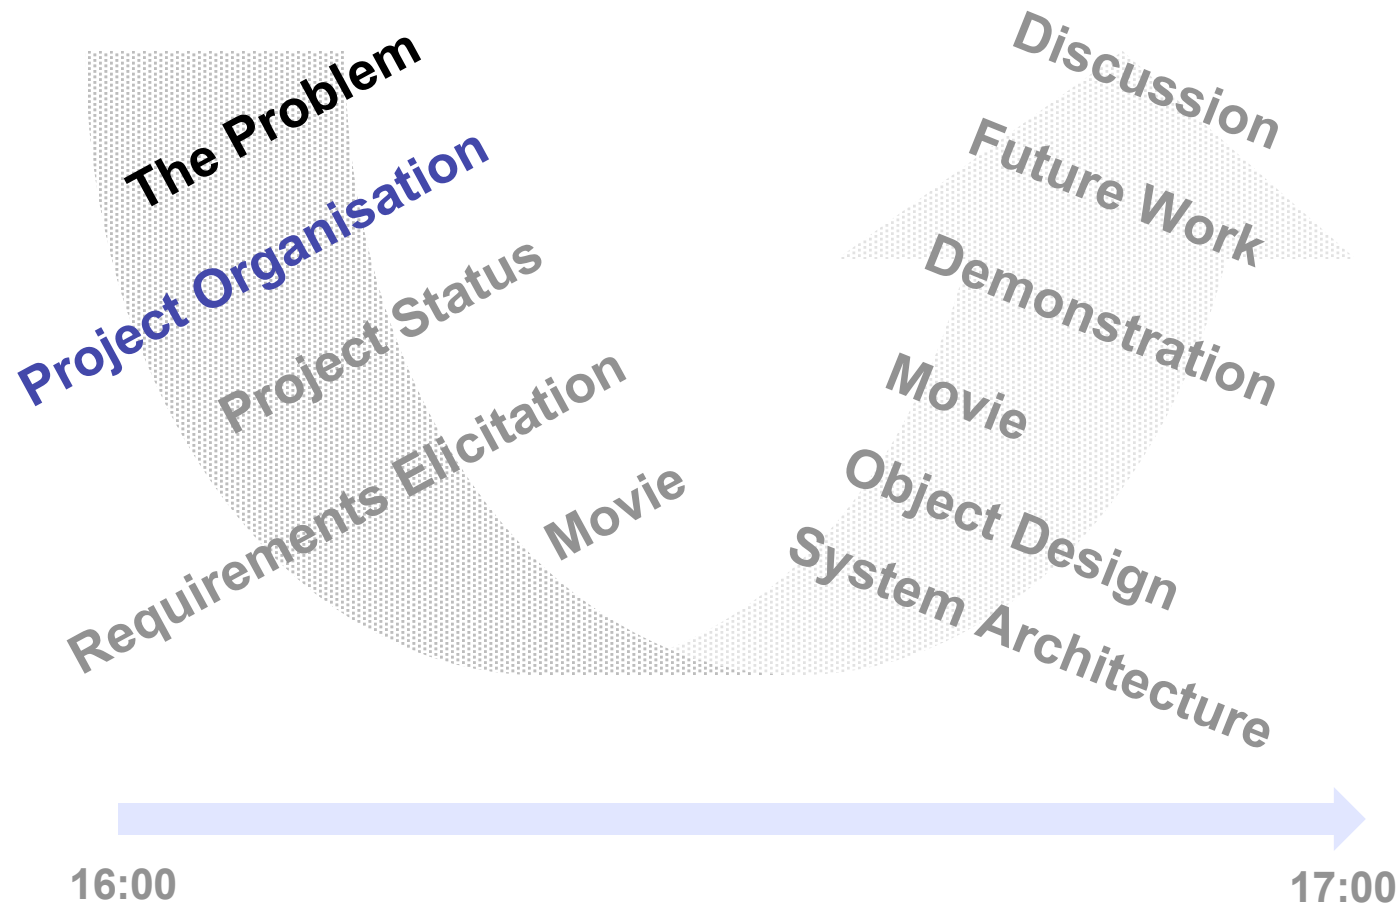 The Problem
Project Organisation
Project Status
Requirements Elicitation
Movie
System Architecture
Object Design
Movie
Demonstration
Future Work
Discussion
16:00
17:00